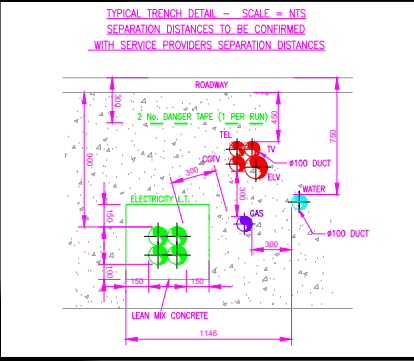 TYPICAL TRENCH DETAIL - SCALE = NTS
SEPARATION DISTANCES TO BE CONFIRMED
WITH SERVICE PROVIDERS SEPARATION DISTANCES
ROADWAY
300
450
750
900
2 No. DANGER TAPE (1 PER RUN)
TEL
TV
CCTV
ø100 DUCT
ELV
300
300
WATER
ELECTRICITY L.T.
GAS
150
ø100 DUCT
300
100
150
150
LEAN MIX CONCRETE
1146